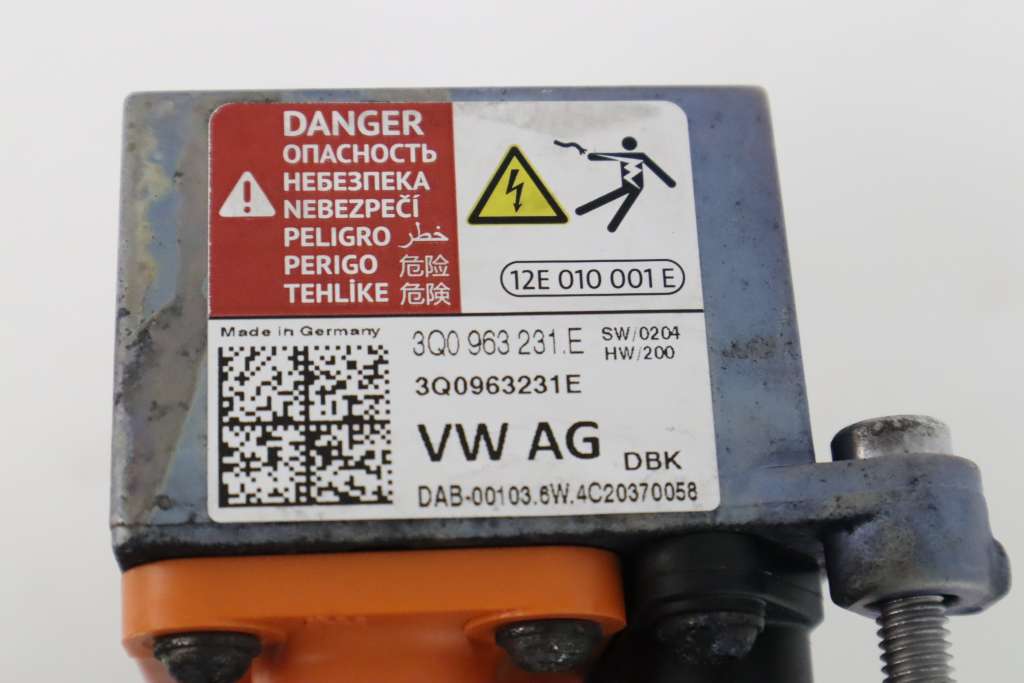 DANGER
ОПАСНОСТЬ
НЕБЕЗПЕКА
NEBEZPEČÍ
PELIGRO خطر
PERIGO 危险
TEHLİKE 危険
12E 010 001 E
Made in Germany
3Q0 963 231.E SW/0204
HW/200
3Q0963231E
VW AG DBK
DAB-00103.6W.4C20370058